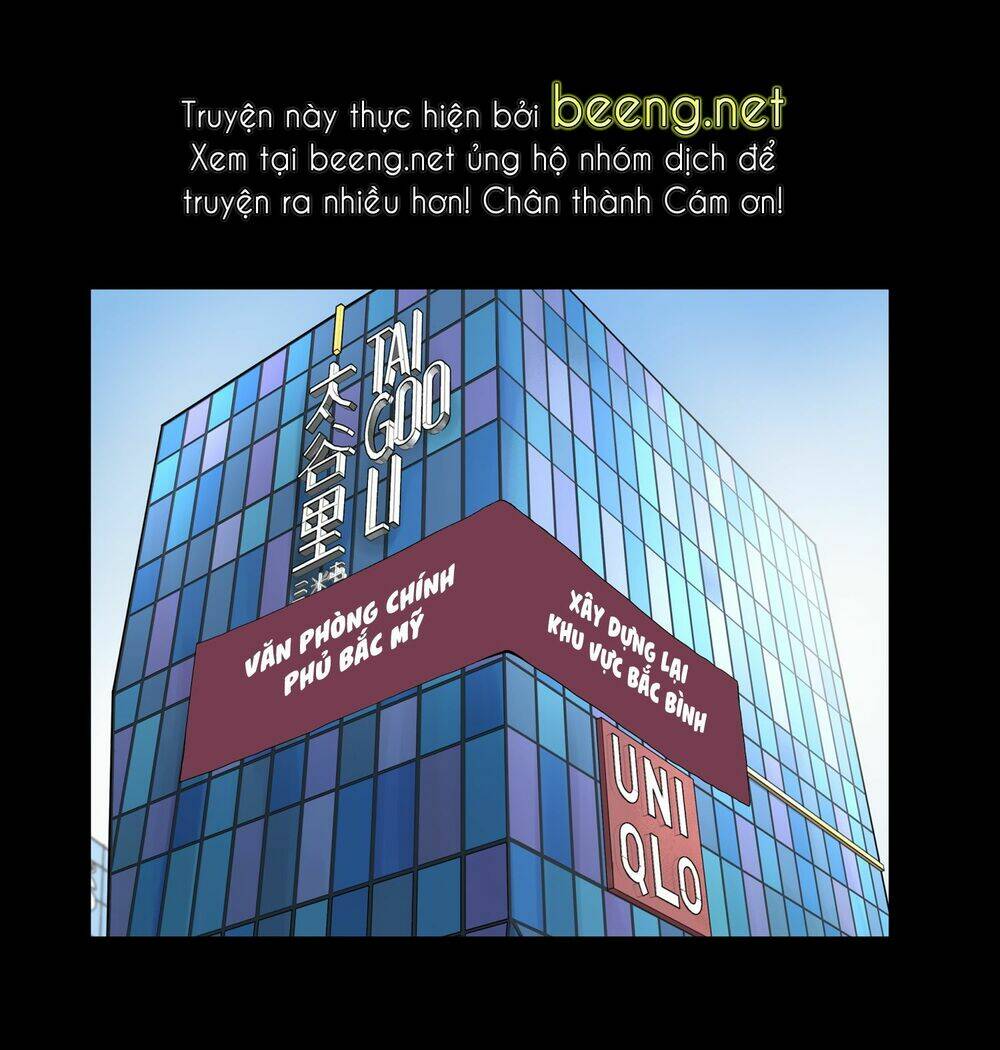 Truyện này thực hiện bởi beeng.net
Xem tại beeng.net ủng hộ nhóm dịch để
truyện ra nhiều hơn! Chân thành Cám ơn!
太谷里
TAI
GOO
LI
VĂN PHÒNG CHÍNH
PHỦ BẮC MỸ
XÂY DỰNG LẠI
KHU VỰC BẮC BÌNH
UNI
QLO